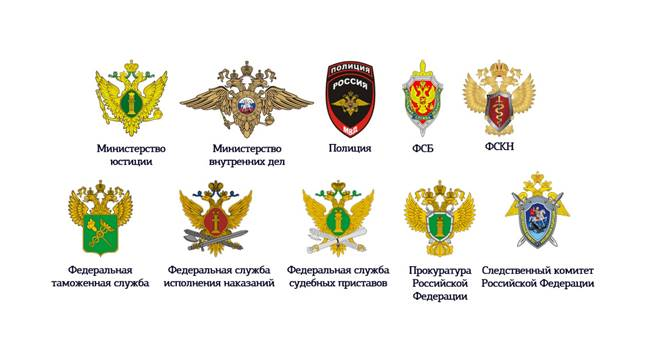 ПОЛИЦИЯ
РОССИЯ
МВД
Министерство
юстиции
Министерство
внутренних дел
Полиция
ФСБ
ФСКН
Федеральная
таможенная служба
Федеральная служба
исполнения наказаний
Федеральная служба
судебных приставов
Прокуратура
Российской
Федерации
Следственный комитет
Российской Федерации